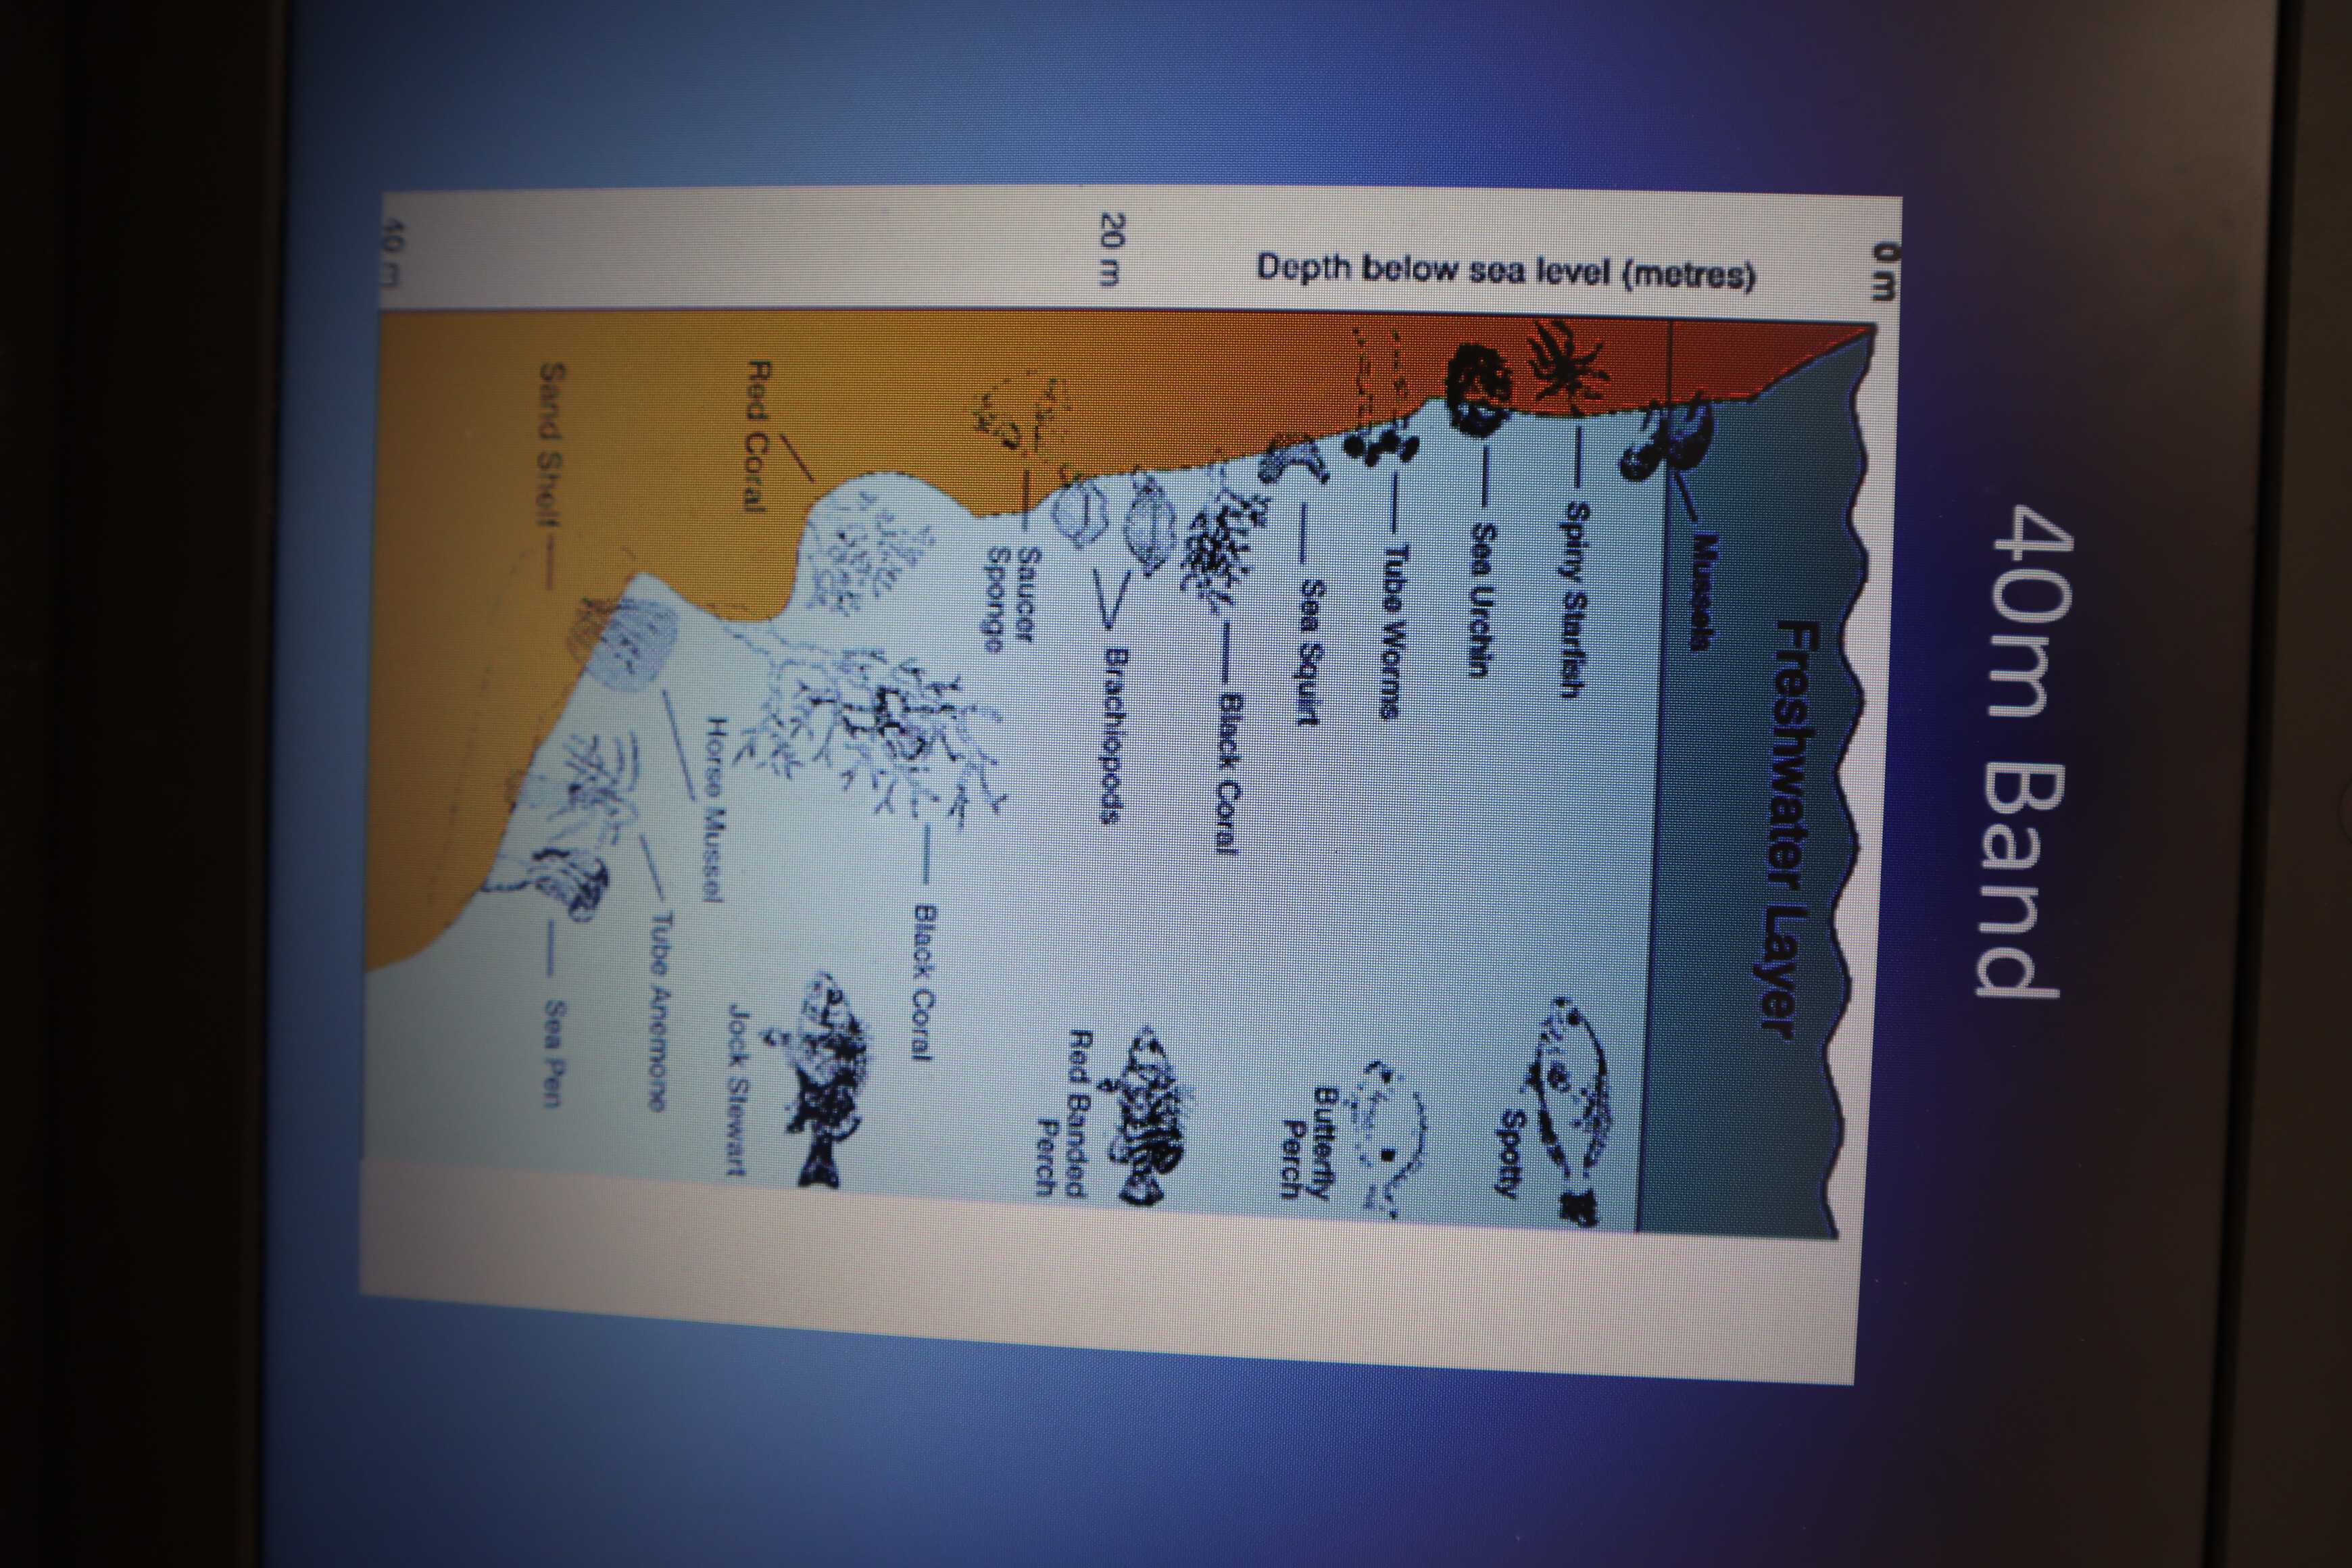 40m Band
0 m
Freshwater Layer
Depth below sea level (metres)
Mussels
Spiny Starfish
Spotty
Sea Urchin
Tube Worms
Butterfly
Perch
Sea Squirt
Black Coral
20 m
Brachiopods
Red Banded
Perch
Saucer
Sponge
Black Coral
Red Coral
Jock Stewart
Horse Mussel
Tube Anemone
Sand Shelf
Sea Pen
40 m